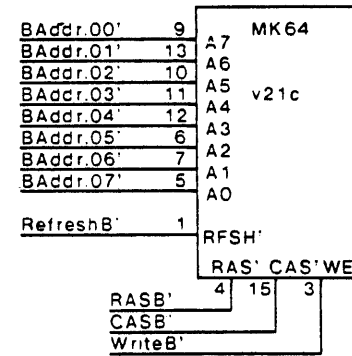 BAddr.00' 9 MK64
A7
BAddr.01' 13
A6
BAddr.02' 10
A5 v21c
BAddr.03' 11
A4
BAddr.04' 12
A3
BAddr.05' 6
A2
BAddr.06' 7
A1
BAddr.07' 5
A0
RefreshB' 1
RFSH'
RAS' CAS' WE
4 15 3
RASB'
CASB'
WriteB'